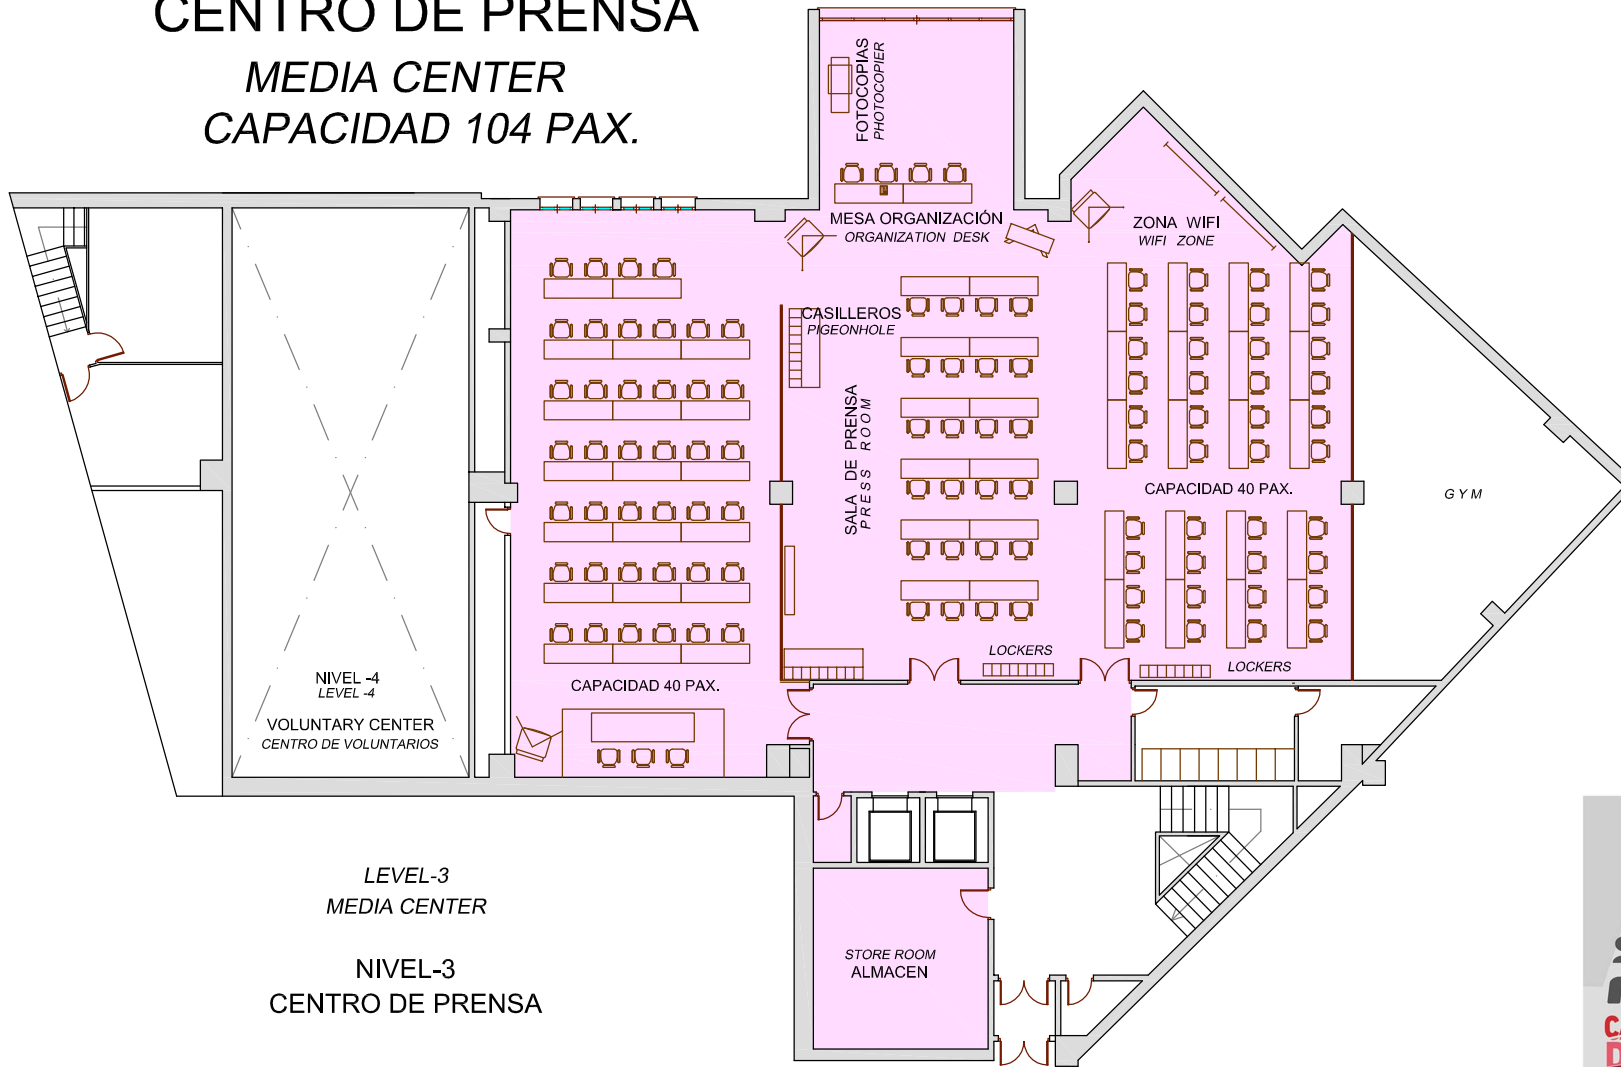 CENTRO DE PRENSA
MEDIA CENTER
CAPACIDAD 104 PAX.
FOTOCOPIAS
PHOTOCOPIER
MESA ORGANIZACIÓN
ORGANIZATION DESK
ZONA WIFI
WIFI ZONE
CASILLEROS
PIGEONHOLE
SALA DE PRENSA
PRESS ROOM
CAPACIDAD 40 PAX.
GYM
LOCKERS
LOCKERS
CAPACIDAD 40 PAX.
NIVEL -4
LEVEL -4
VOLUNTARY CENTER
CENTRO DE VOLUNTARIOS
LEVEL-3
MEDIA CENTER
NIVEL-3
CENTRO DE PRENSA
STORE ROOM
ALMACEN